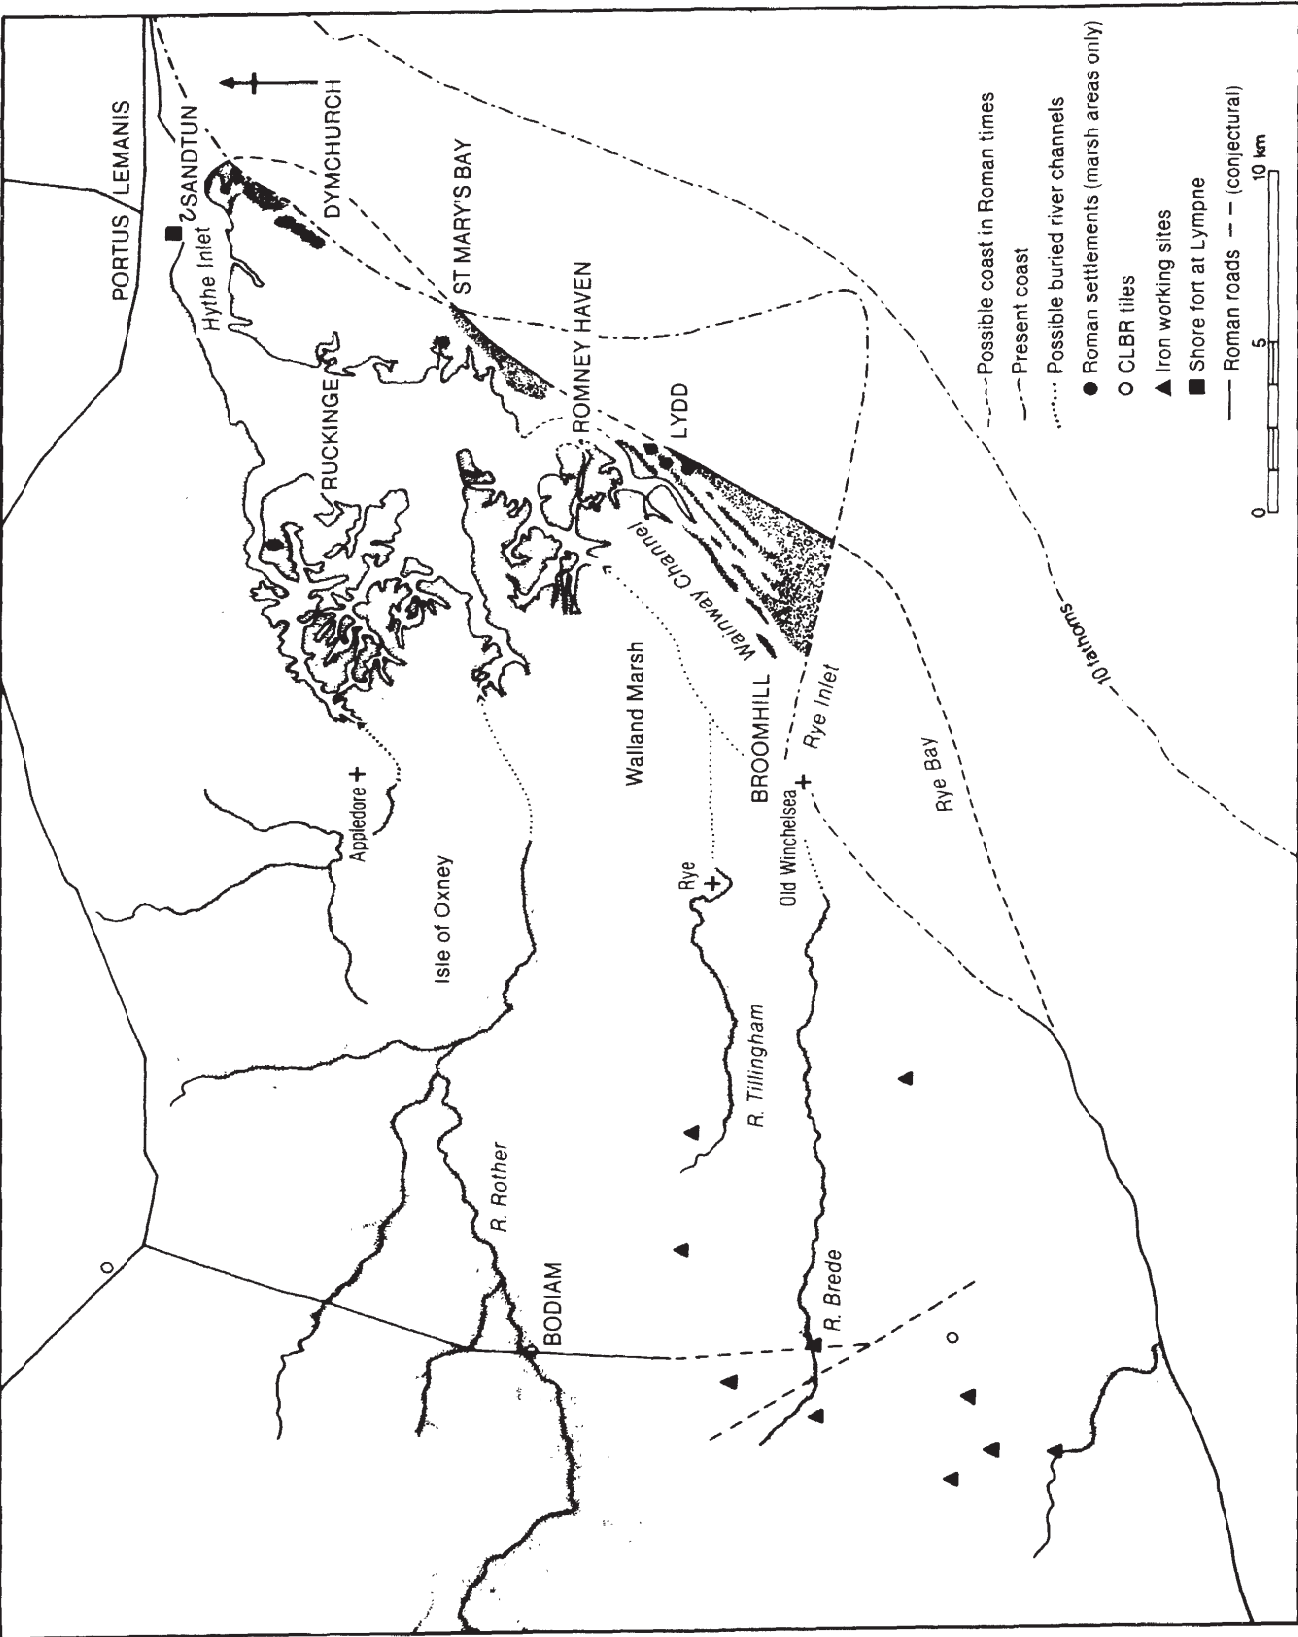 PORTUS LEMANIS
SANDTUN
Hythe Inlet
DYMCHURCH
ST MARY'S BAY
RUCKINGE
ROMNEY HAVEN
LYDD
Wainway Channel
Walland Marsh
BROOMHILL
Rye Inlet
Appledore
Isle of Oxney
Rye
Old Winchelsea
Rye Bay
10 fathoms
R. Rother
R. Tillingham
BODIAM
R. Brede
Possible coast in Roman times
Present coast
Possible buried river channels
Roman settlements (marsh areas only)
CLBR tiles
Iron working sites
Shore fort at Lympne
Roman roads (conjectural)
0 5 10 km